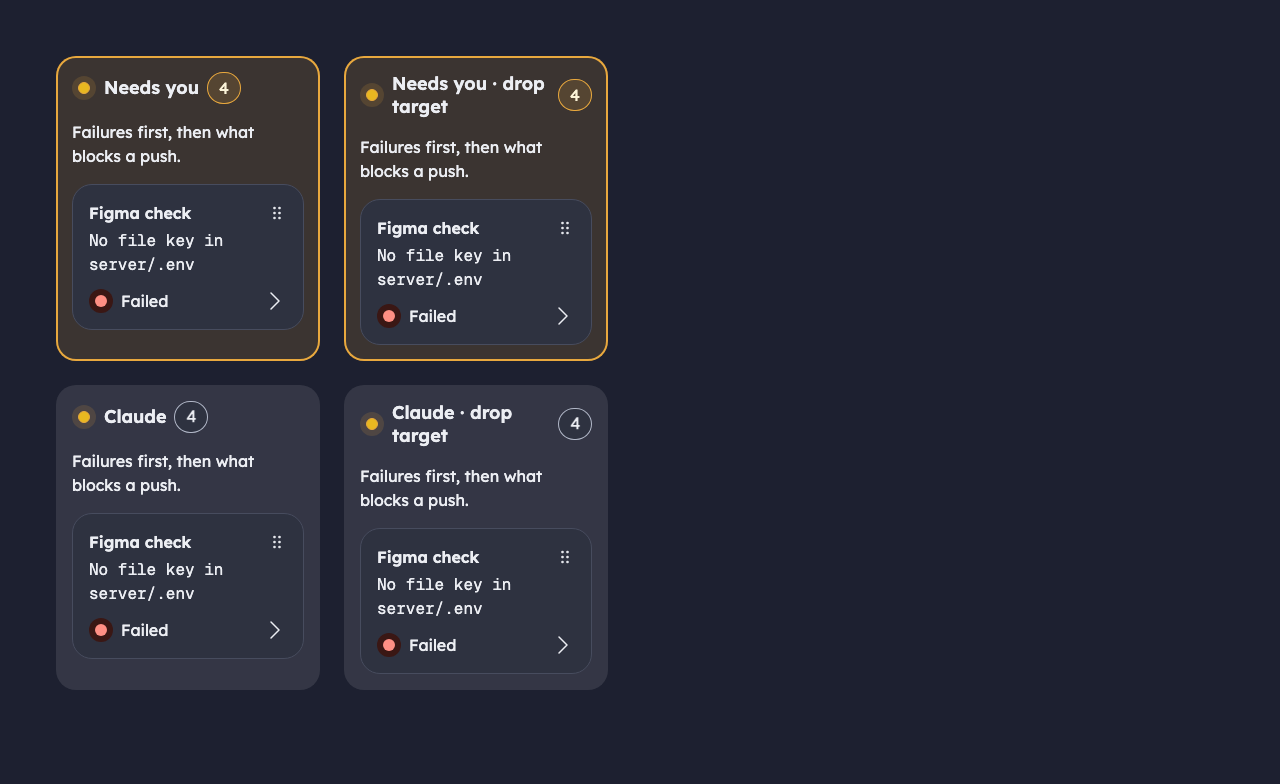 Needs you 4
Failures first, then what
blocks a push.
Figma check
No file key in
server/.env
Failed
Needs you · drop
target
4
Failures first, then what
blocks a push.
Figma check
No file key in
server/.env
Failed
Claude 4
Failures first, then what
blocks a push.
Figma check
No file key in
server/.env
Failed
Claude · drop
target
4
Failures first, then what
blocks a push.
Figma check
No file key in
server/.env
Failed